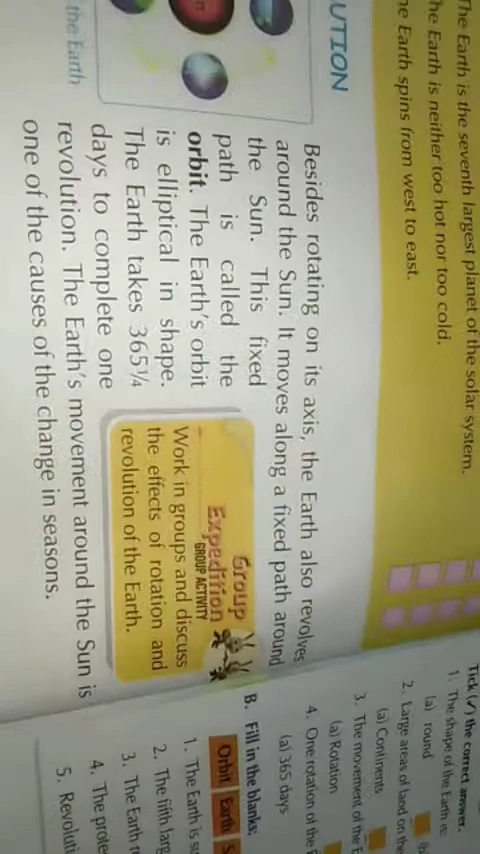 The Earth is the seventh largest planet of the solar system.
he Earth is neither too hot nor too cold.
he Earth spins from west to east.
UTION
Besides rotating on its axis, the Earth also revolves
around the Sun. It moves along a fixed path around
the Sun. This fixed
path is called the
orbit. The Earth's orbit
is elliptical in shape.
The Earth takes 365¼
days to complete one
revolution. The Earth's movement around the Sun is
one of the causes of the change in seasons.
the Earth
Group
Expedition
GROUP ACTIVITY
Work in groups and discuss
the effects of rotation and
revolution of the Earth.
Tick (✓) the correct answer.
1. The shape of the Earth is:
(a) round
2. Large areas of land on the
(a) Continents
3. The movement of the E
(a) Rotation
4. One rotation of the
(a) 365 days
B. Fill in the blanks:
Orbit Earth S
1. The Earth is
2. The fifth
3. The Earth
4. The
5.